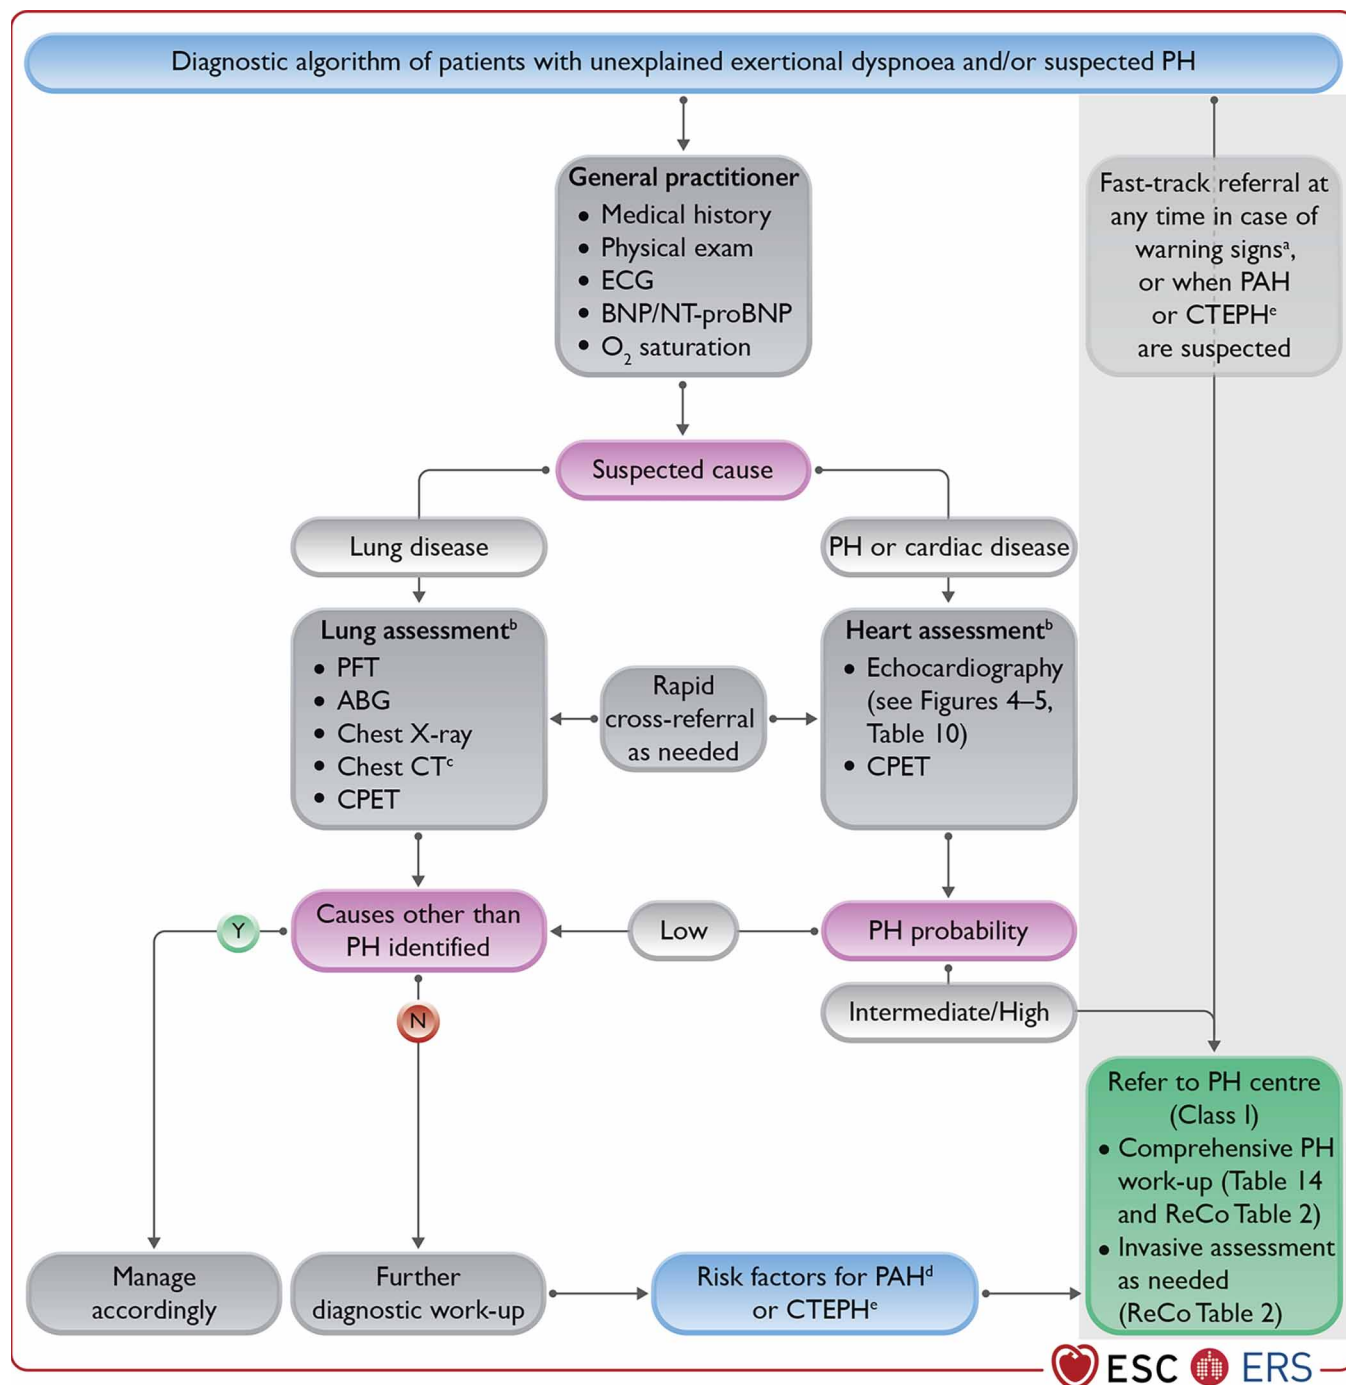 Diagnostic algorithm of patients with unexplained exertional dyspnoea and/or suspected PH
General practitioner
• Medical history
• Physical exam
• ECG
• BNP/NT-proBNP
• O₂ saturation
Fast-track referral at
any time in case of
warning signsᵃ,
or when PAH
or CTEPHᵉ
are suspected
Suspected cause
Lung disease
PH or cardiac disease
Lung assessmentᵇ
• PFT
• ABG
• Chest X-ray
• Chest CTᶜ
• CPET
Rapid
cross-referral
as needed
Heart assessmentᵇ
• Echocardiography
(see Figures 4–5,
Table 10)
• CPET
Y
Causes other than
PH identified
Low
PH probability
N
Intermediate/High
Refer to PH centre
(Class I)
• Comprehensive PH
work-up (Table 14
and ReCo Table 2)
• Invasive assessment
as needed
(ReCo Table 2)
Manage
accordingly
Further
diagnostic work-up
Risk factors for PAHᵈ
or CTEPHᵉ
ESC ERS